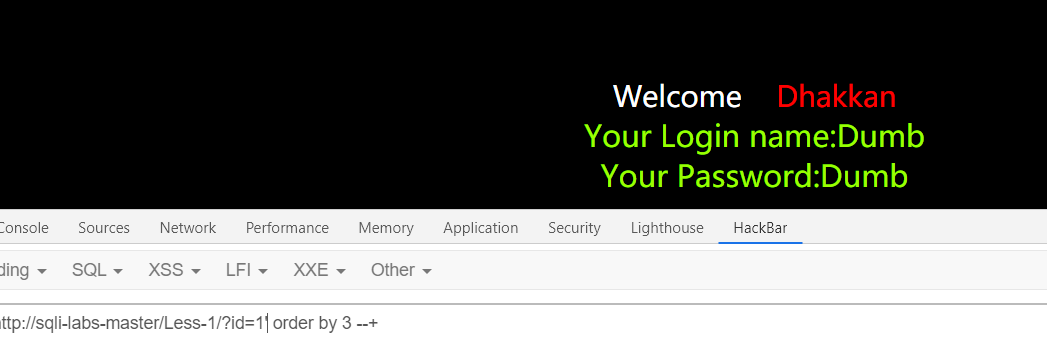 Welcome Dhakkan
Your Login name:Dumb
Your Password:Dumb
Console Sources Network Performance Memory Application Security Lighthouse HackBar
ding SQL XSS LFI XXE Other
http://sqli-labs-master/Less-1/?id=1' order by 3 --+